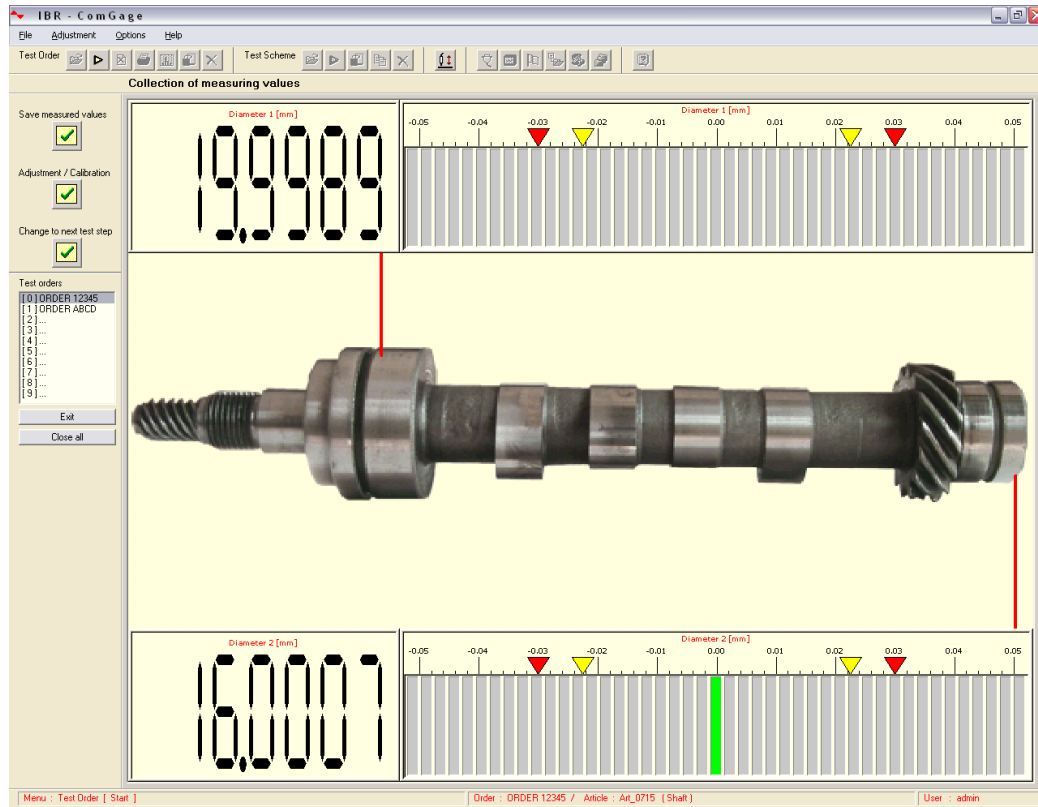 IBR - ComGage
File Adjustment Options Help
Test Order Test Scheme
Collection of measuring values
Save measured values
Adjustment / Calibration
Change to next test step
Test orders
[ 0 ] ORDER 12345
[ 1 ] ORDER ABCD
[ 2 ] ...
[ 3 ] ...
[ 4 ] ...
[ 5 ] ...
[ 6 ] ...
[ 7 ] ...
[ 8 ] ...
[ 9 ] ...
Exit
Close all
Diameter 1 [mm]
19.9989
Diameter 1 [mm]
-0.05 -0.04 -0.03 -0.02 -0.01 0.00 0.01 0.02 0.03 0.04 0.05
Diameter 2 [mm]
16.0007
Diameter 2 [mm]
-0.05 -0.04 -0.03 -0.02 -0.01 0.00 0.01 0.02 0.03 0.04 0.05
Menu : Test Order [ Start ] Order : ORDER 12345 / Article : Art_0715 ( Shaft ) User : admin